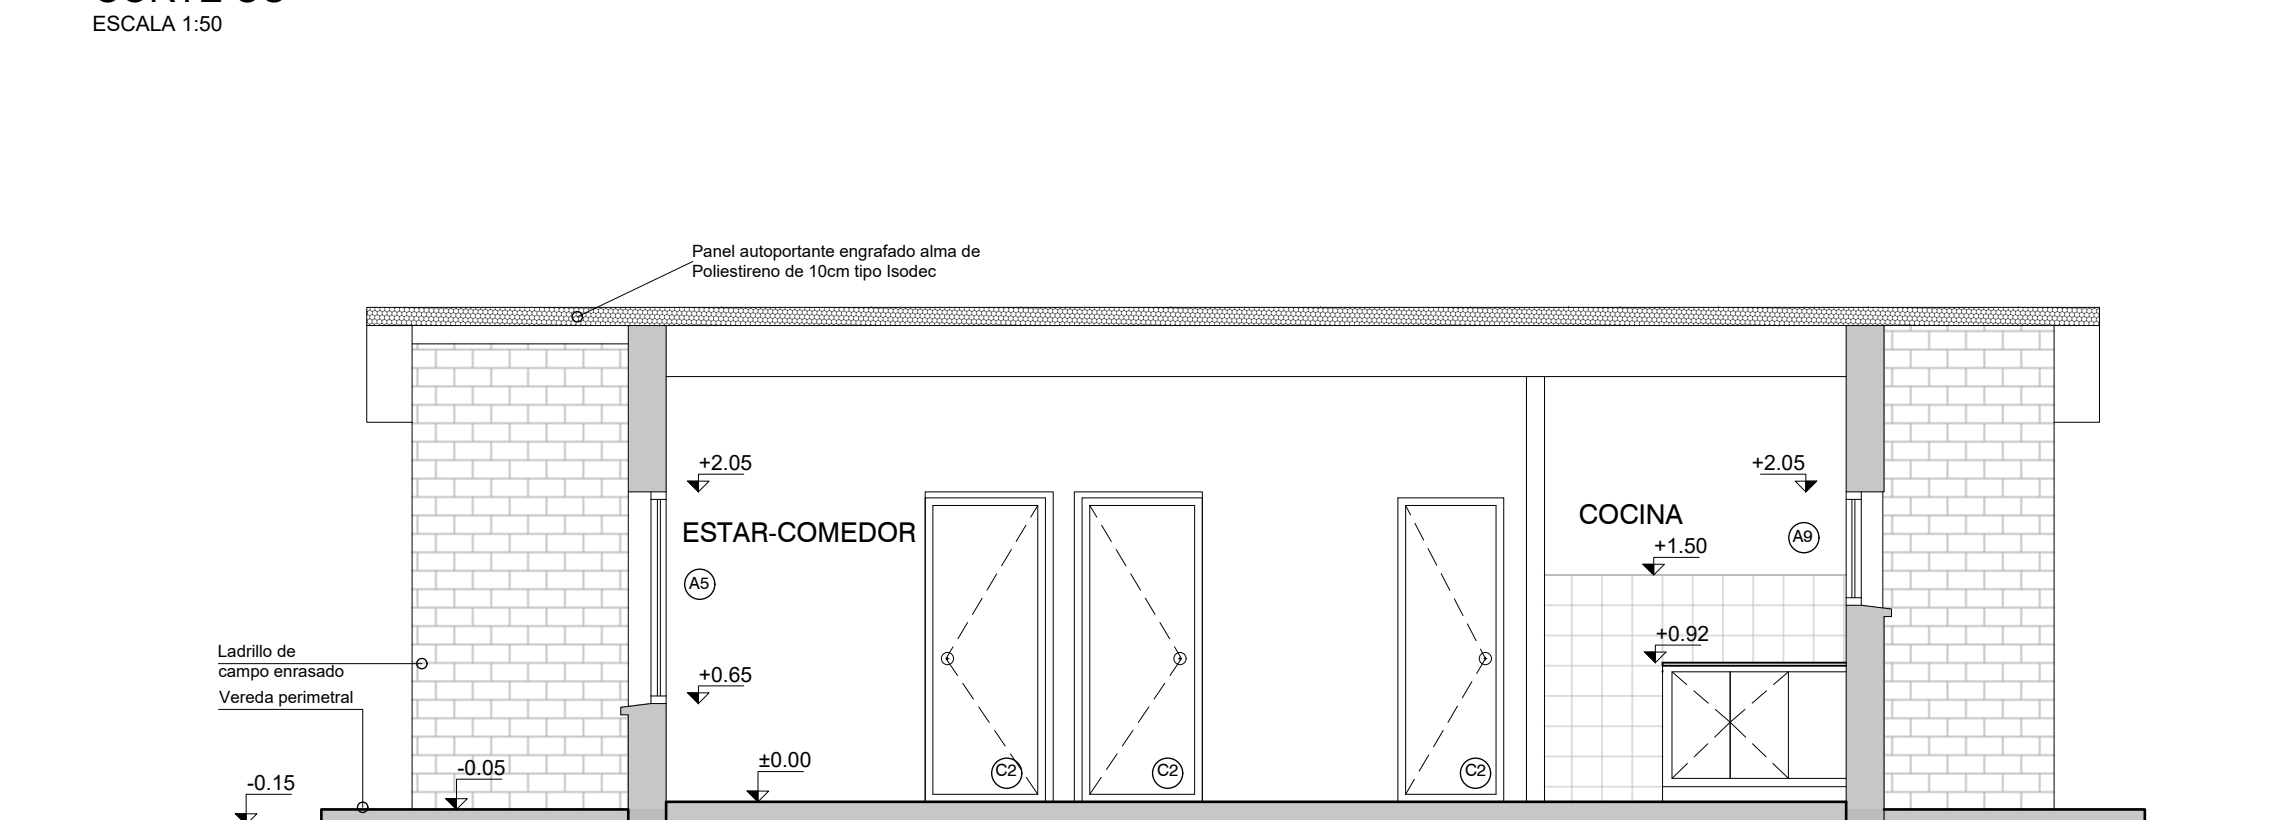 ESCALA 1:50
Panel autoportante engrafado alma de
Poliestireno de 10cm tipo Isodec
+2.05
+2.05
ESTAR-COMEDOR
COCINA
A9
+1.50
A5
+0.92
Ladrillo de
campo enrasado
+0.65
Vereda perimetral
±0.00
-0.05
C2
C2
C2
-0.15